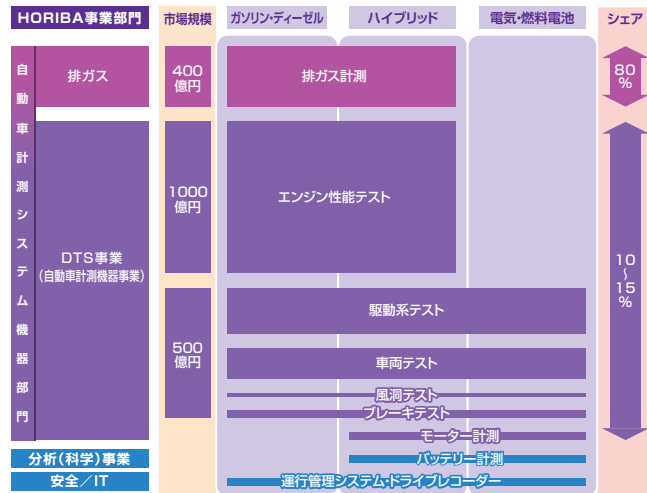 HORIBA事業部門
市場規模
ガソリン・ディーゼル
ハイブリッド
電気・燃料電池
シェア
自動車計測システム機器部門
排ガス
400
億円
排ガス計測
80
%
DTS事業
(自動車計測機器事業)
1000
億円
エンジン性能テスト
10
〜
15
%
500
億円
駆動系テスト
車両テスト
風洞テスト
ブレーキテスト
モーター計測
分析(科学)事業
バッテリー計測
安全/IT
運行管理システム・ドライブレコーダー